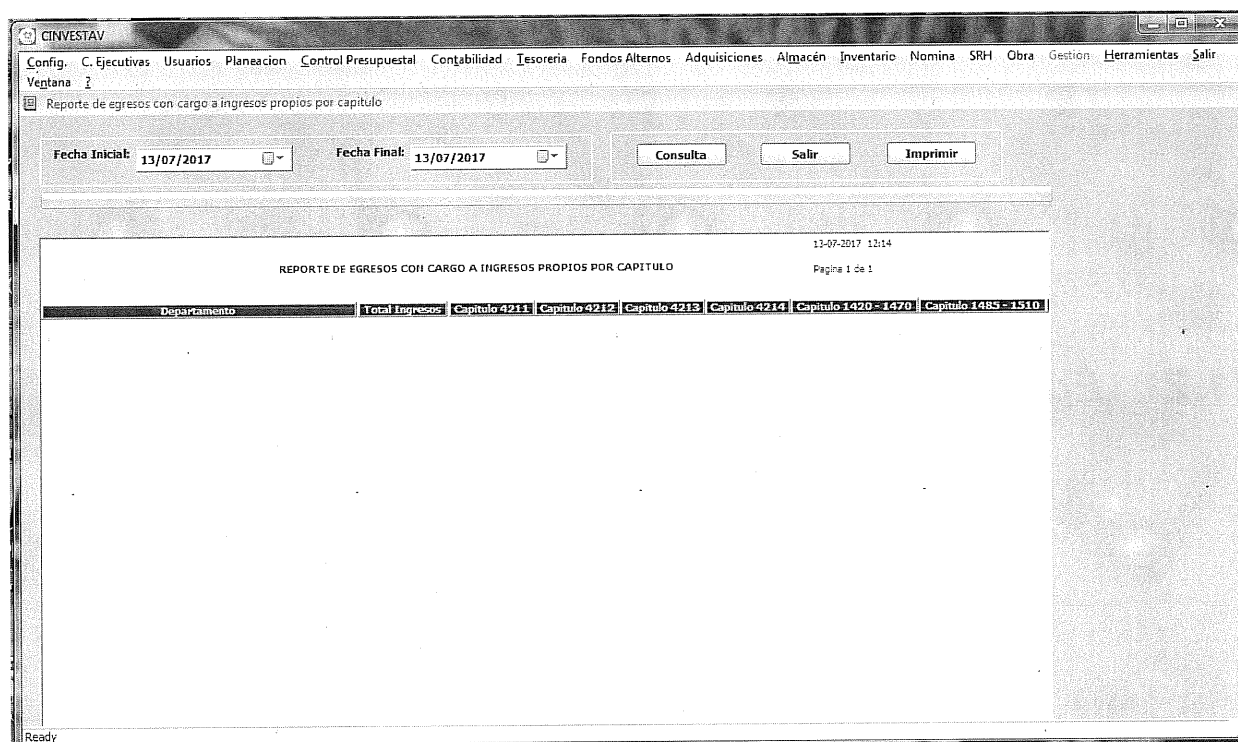 CINVESTAV
Config. C. Ejecutivas Usuarios Planeacion Control Presupuestal Contabilidad Tesoreria Fondos Alternos Adquisiciones Almacén Inventario Nomina SRH Obra Gestión Herramientas Salir
Ventana ?
Reporte de egresos con cargo a ingresos propios por capitulo
Fecha Inicial: 13/07/2017 Fecha Final: 13/07/2017 Consulta Salir Imprimir
13-07-2017 12:14
REPORTE DE EGRESOS CON CARGO A INGRESOS PROPIOS POR CAPITULO Pagina 1 de 1
Departamento Total Ingresos Capitulo 4211 Capitulo 4212 Capitulo 4213 Capitulo 4214 Capitulo 1420 - 1470 Capitulo 1485 - 1510
Ready